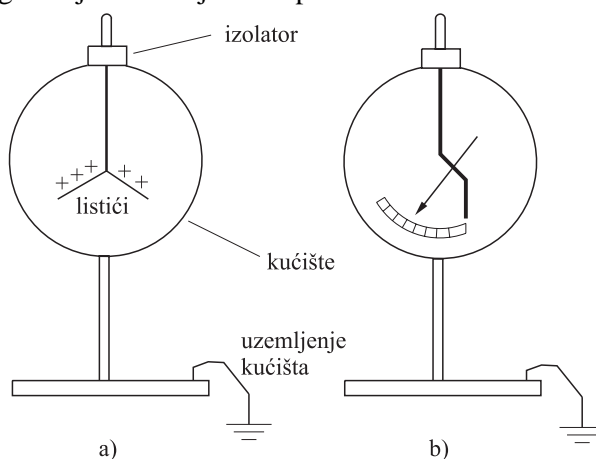 izolator
+ + + + +
listići
kućište
uzemljenje
kućišta
a)
b)